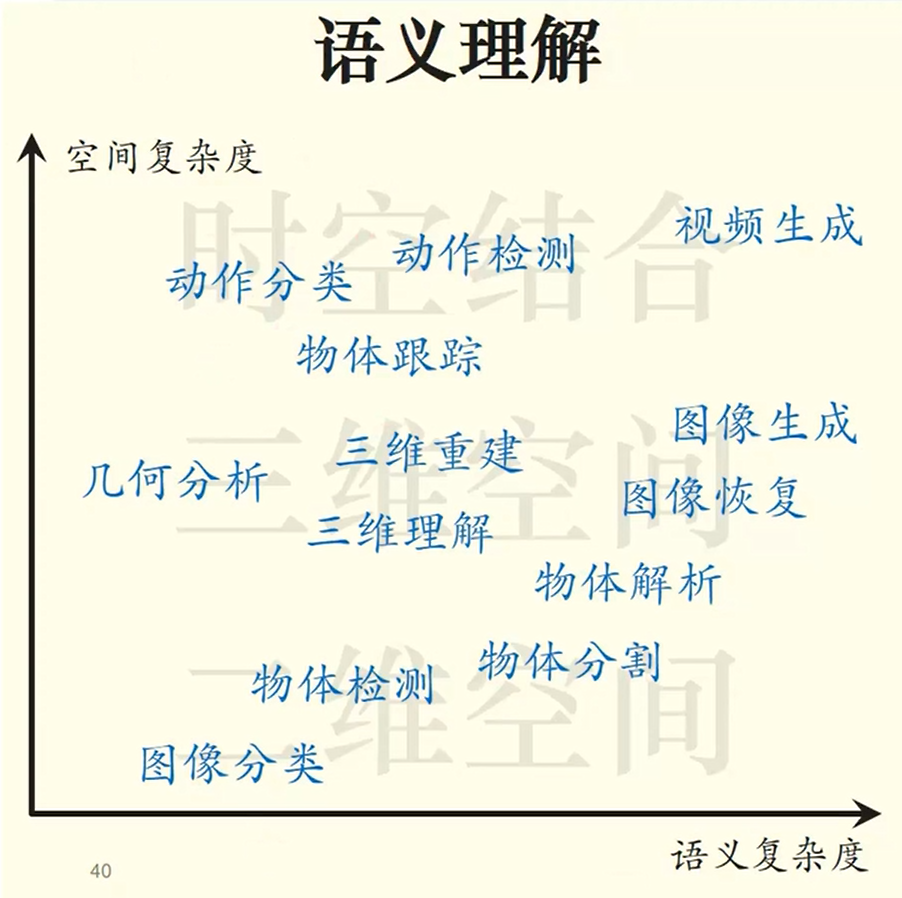 语义理解
空间复杂度
时空结合
视频生成
动作检测
动作分类
物体跟踪
三维空间
图像生成
三维重建
几何分析
图像恢复
三维理解
物体解析
二维空间
物体分割
物体检测
图像分类
语义复杂度
40